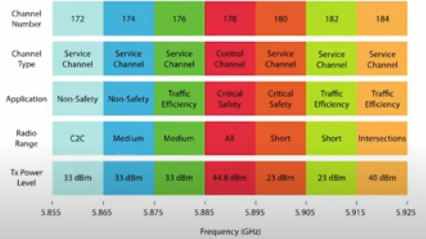 Channel Number 172 174 176 178 180 182 184
Channel Type Service Channel Service Channel Service Channel Control Channel Service Channel Service Channel Service Channel
Application Non-Safety Non-Safety Traffic Efficiency Critical Safety Critical Safety Traffic Efficiency Traffic Efficiency
Radio Range C2C Medium Medium All Short Short Intersections
Tx Power Level 33 dBm 33 dBm 33 dBm 44.8 dBm 23 dBm 23 dBm 40 dBm
5.855 5.865 5.875 5.885 5.895 5.905 5.915 5.925
Frequency (GHz)